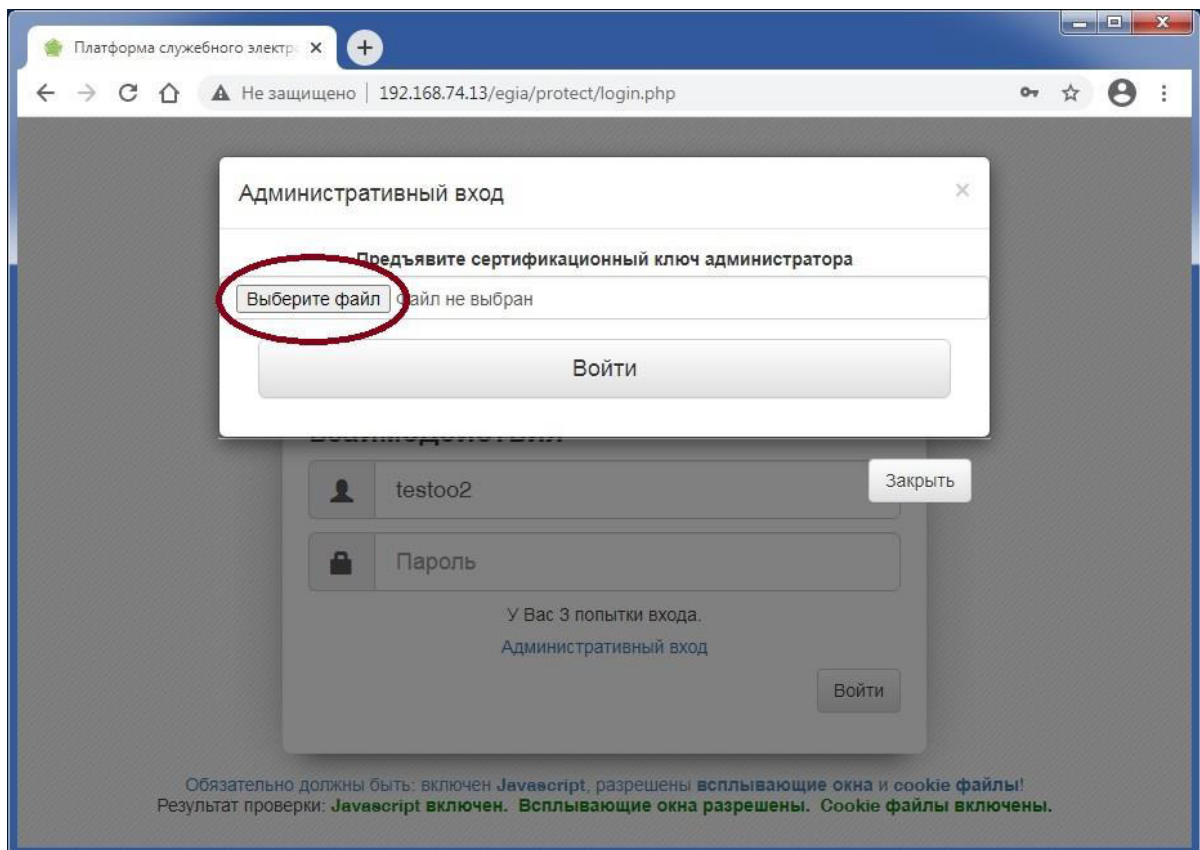 Платформа служебного электр
Не защищено | 192.168.74.13/egia/protect/login.php
Административный вход
Предъявите сертификационный ключ администратора
Выберите файл Файл не выбран
Войти
Закрыть
testoo2
Пароль
У Вас 3 попытки входа.
Административный вход
Войти
Обязательно должны быть: включен Javascript, разрешены всплывающие окна и cookie файлы!
Результат проверки: Javascript включен. Всплывающие окна разрешены. Cookie файлы включены.